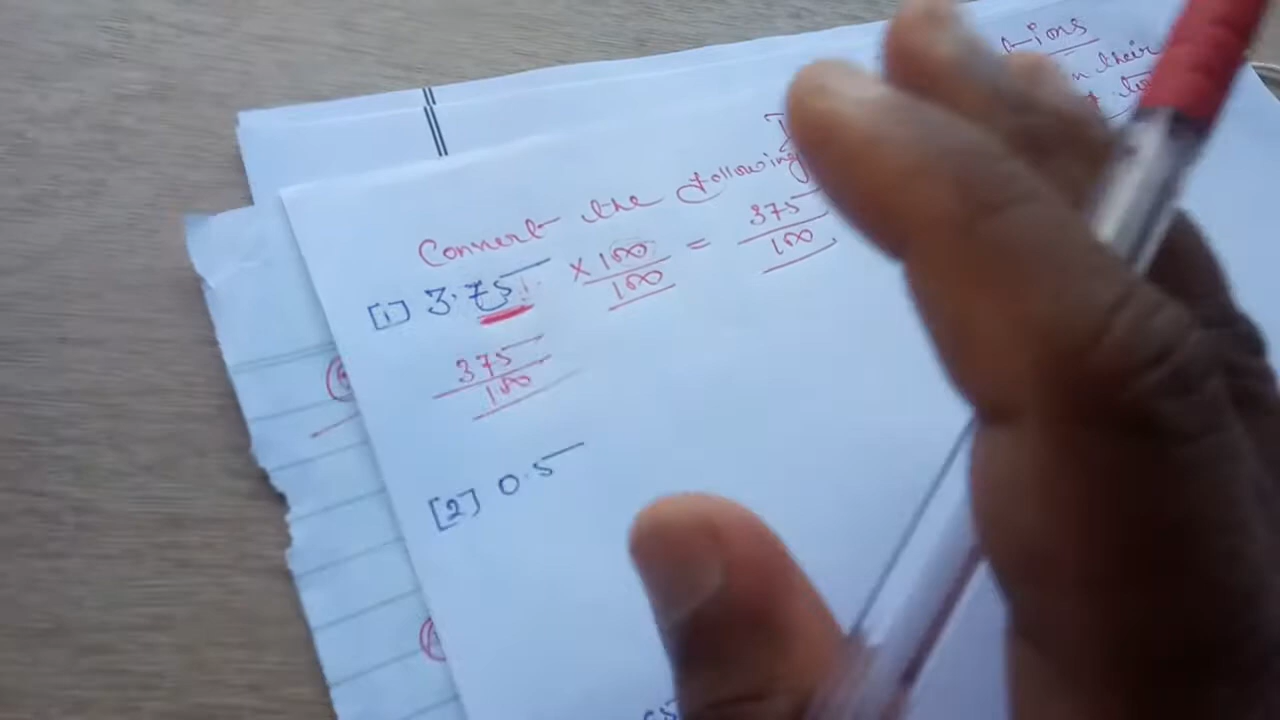 Convert the following
[1] 3.75 × 100/100 = 375/100
375/100
[2] 0.5